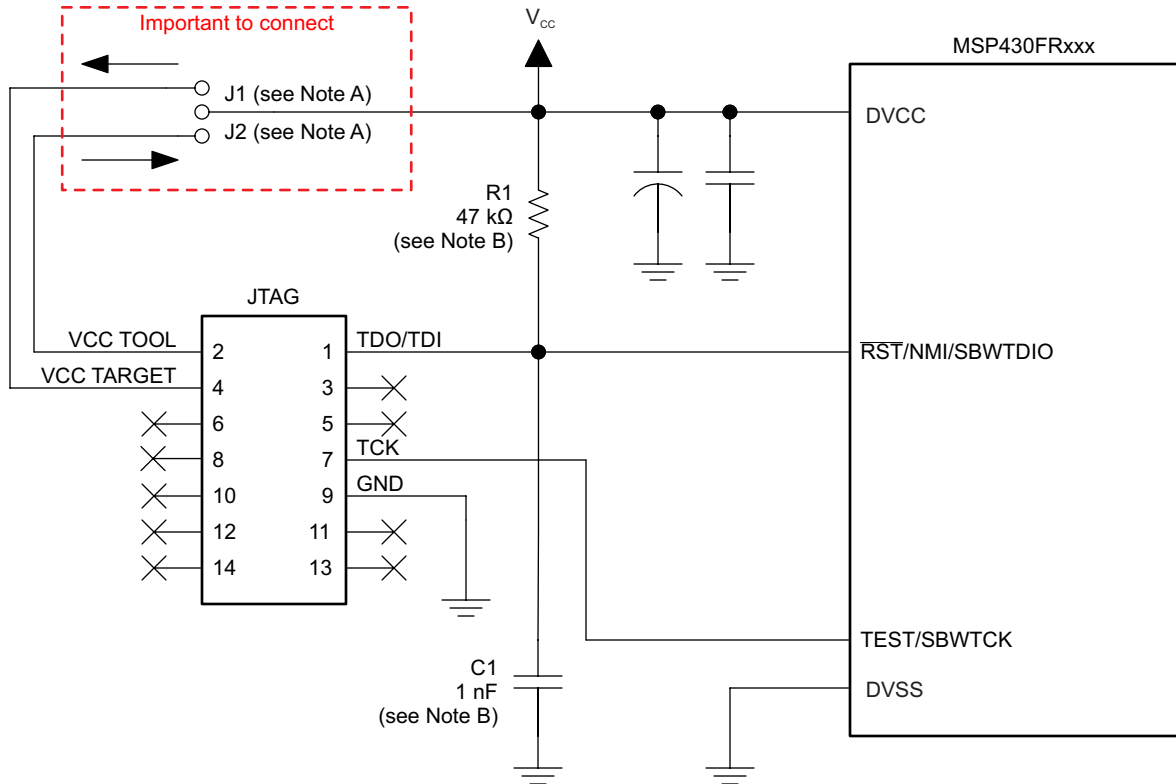 Important to connect
VCC
MSP430FRxxx
J1 (see Note A)
J2 (see Note A)
DVCC
R1
47 kΩ
(see Note B)
JTAG
VCC TOOL
2
1
TDO/TDI
RST/NMI/SBWTDIO
VCC TARGET
4
3
6
5
8
7
TCK
10
9
GND
12
11
14
13
TEST/SBWTCK
C1
1 nF
(see Note B)
DVSS